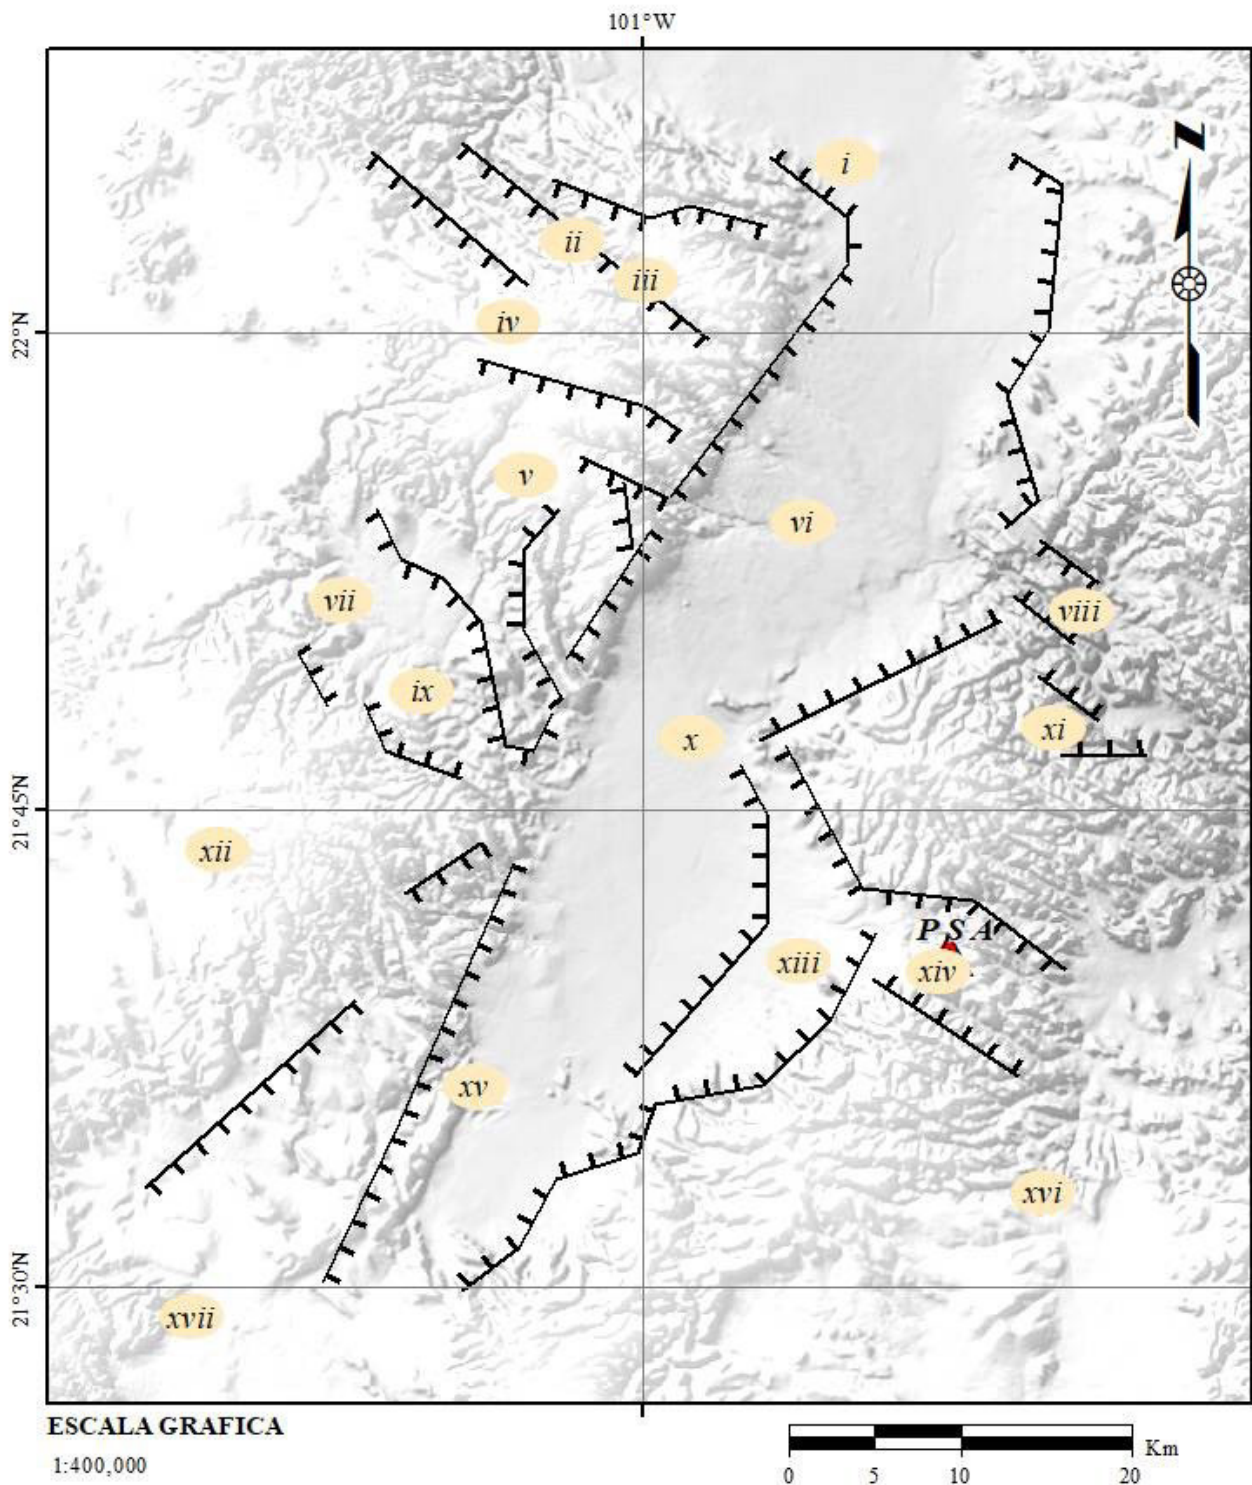 101°W
N
i
ii
iii
22°N
iv
v
vi
vii
viii
ix
x
xi
21°45'N
xii
P S A
xiii
xiv
xv
xvi
21°30'N
xvii
ESCALA GRAFICA
1:400,000
Km
0 5 10 20